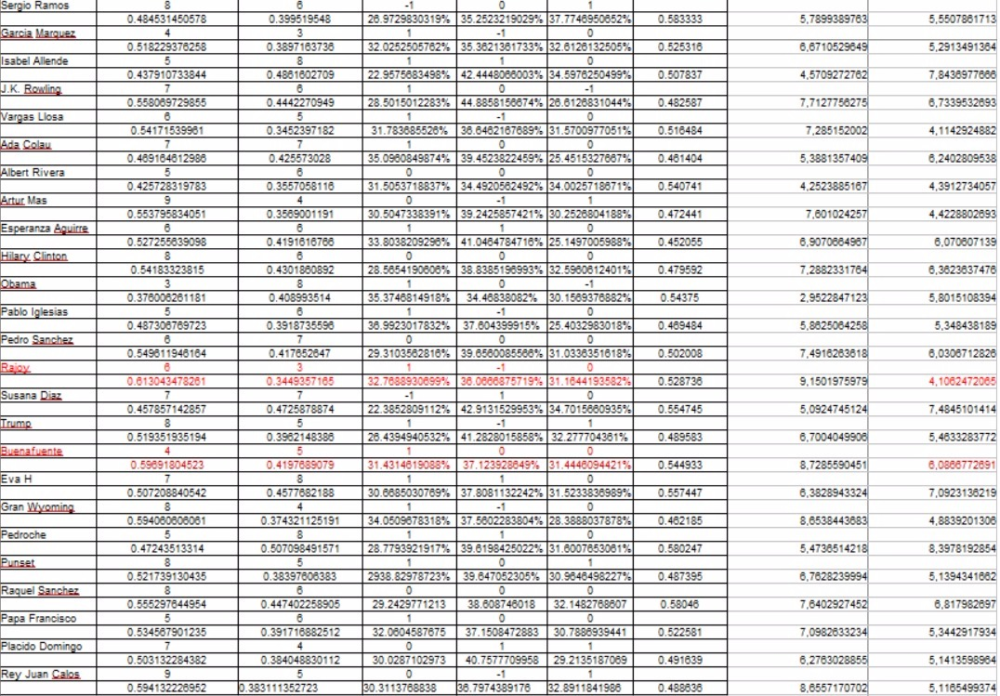 Sergio Ramos 8 6 -1 0 1
0.484531450578 0.399519548 26.9729830319% 35.2523219029% 37.7746950652% 0.583333 5,7899389763 5,5507861713
Garcia Marquez 4 3 1 -1 0
0.518229376258 0.3897163736 32.0252505762% 35.3621361733% 32.6126132505% 0.525316 6,6710529649 5,2913491364
Isabel Allende 5 8 1 1 0
0.437910733844 0.4861602709 22.9575683498% 42.4448066003% 34.5976250499% 0.507837 4,5709272762 7,8436977666
J.K. Rowling 7 6 1 0 -1
0.558069729855 0.4442270949 28.5015012283% 44.8858156674% 26.6126831044% 0.482587 7,7127756275 6,7339532693
Vargas Llosa 6 5 1 -1 0
0.54171539961 0.3452397182 31.783685526% 36.6462167689% 31.5700977051% 0.516484 7,285152002 4,1142924882
Ada Colau 7 7 1 0 0
0.469164612986 0.425573028 35.0960849874% 39.4523822459% 25.4515327667% 0.461404 5,3881357409 6,2402809538
Albert Rivera 5 6 0 0 0
0.425728319783 0.3557058116 31.5053718837% 34.4920562492% 34.0025718671% 0.540741 4,2523885167 4,3912734057
Artur Mas 9 4 0 -1 1
0.553795834051 0.3569001191 30.5047338391% 39.2425857421% 30.2526804188% 0.472441 7,601024257 4,4228802693
Esperanza Aguirre 6 6 1 1 0
0.527255639098 0.4191616766 33.8038209296% 41.0464784716% 25.1497005988% 0.452055 6,9070664967 6,070607139
Hilary Clinton 8 6 0 0 0
0.54183323815 0.4301860892 28.5654190606% 38.8385196993% 32.5960612401% 0.479592 7,2882331764 6,3623637476
Obama 3 8 1 0 -1
0.376006261181 0.408993514 35.3746814918% 34.46838082% 30.1569376882% 0.54375 2,9522847123 5,8015108394
Pablo Iglesias 5 6 1 -1 0
0.487306769723 0.3918735596 36.9923017832% 37.604399915% 25.4032983018% 0.469484 5,8625064258 5,348438189
Pedro Sanchez 6 7 0 0 0
0.549611946164 0.417652647 29.3103562816% 39.6560085566% 31.0336351618% 0.502008 7,4916263618 6,0306712826
Rajoy 6 3 1 -1 0
0.613043478261 0.3449357165 32.7688930699% 36.0666875719% 31.1644193582% 0.528736 9,1501975979 4,1062472065
Susana Diaz 7 7 -1 1 0
0.457857142857 0.4725878874 22.3852809112% 42.9131529953% 34.7015660935% 0.554745 5,0924745124 7,4845101414
Trump 8 5 1 -1 1
0.519351935194 0.3962148386 26.4394940532% 41.2828015858% 32.277704361% 0.489583 6,7004049906 5,4633283772
Buenafuente 4 5 1 0 0
0.59691804523 0.4197689079 31.4314619088% 37.123928649% 31.4446094421% 0.544933 8,7285590451 6,0866772691
Eva H 7 8 1 1 0
0.507208840542 0.4577682188 30.6685030769% 37.8081132242% 31.5233836989% 0.557447 6,3828943324 7,0923136219
Gran Wyoming 8 4 1 -1 0
0.594060606061 0.374321125191 34.0509678318% 37.5602283804% 28.3888037878% 0.462185 8,6538443683 4,8839201306
Pedroche 5 8 1 1 0
0.47243513314 0.507098491571 28.7793921917% 39.6198425022% 31.6007653061% 0.580247 5,4736514218 8,3978192854
Punset 8 5 1 0 1
0.521739130435 0.38397606383 2938.82978723% 39.647052305% 30.9646498227% 0.487395 6,7628239994 5,1394341662
Raquel Sanchez 8 6 0 0 0
0.555297644954 0.447402258905 29.2429771213 38.608746018 32.1482768607 0.58046 7,6402927452 6,817982697
Papa Francisco 5 6 1 0 0
0.534567901235 0.391716882512 32.0604587675 37.1508472883 30.7886939441 0.522581 7,0982633234 5,3442917934
Placido Domingo 7 4 0 1 1
0.503132284382 0.384048830112 30.0287102973 40.7577709958 29.2135187069 0.491639 6,2763028855 5,1413598964
Rey Juan Calos 9 5 0 -1 1
0.594132226952 0.383111352723 30.3113768838 36.7974389176 32.8911841986 0.488636 8,6557170702 5,1165499374